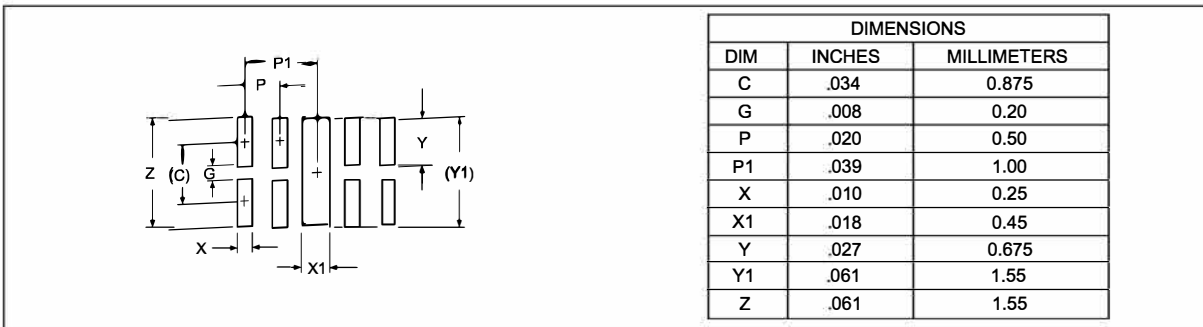 P1
P
Z
(C)
G
Y
(Y1)
X
X1
DIMENSIONS
DIM INCHES MILLIMETERS
C .034 0.875
G .008 0.20
P .020 0.50
P1 .039 1.00
X .010 0.25
X1 .018 0.45
Y .027 0.675
Y1 .061 1.55
Z .061 1.55